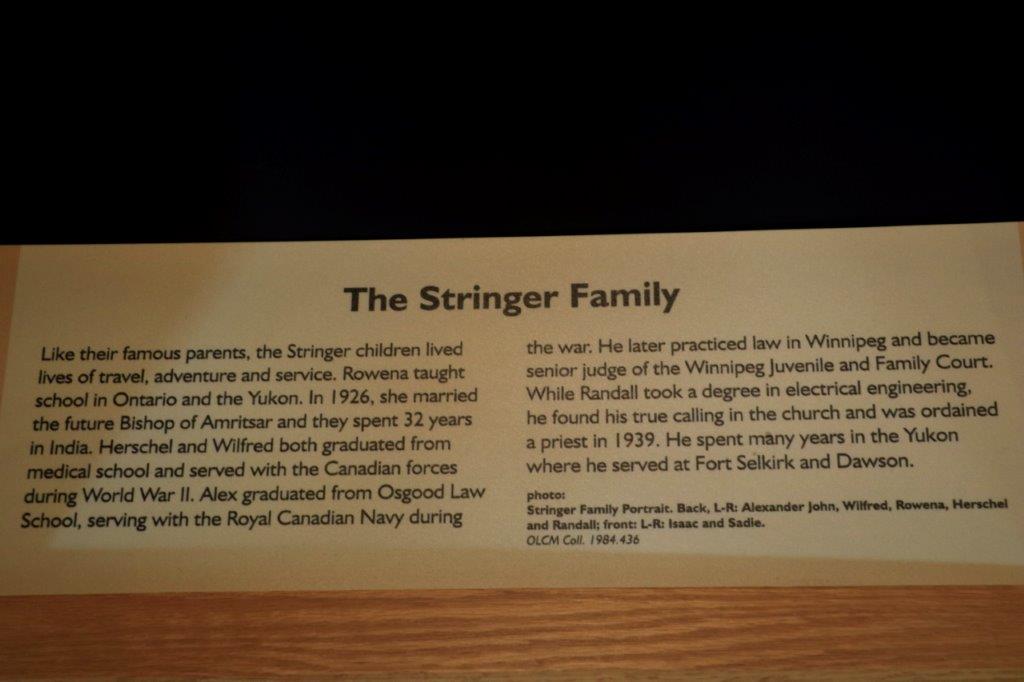 The Stringer Family
Like their famous parents, the Stringer children lived
lives of travel, adventure and service. Rowena taught
school in Ontario and the Yukon. In 1926, she married
the future Bishop of Amritsar and they spent 32 years
in India. Herschel and Wilfred both graduated from
medical school and served with the Canadian forces
during World War II. Alex graduated from Osgood Law
School, serving with the Royal Canadian Navy during
the war. He later practiced law in Winnipeg and became
senior judge of the Winnipeg Juvenile and Family Court.
While Randall took a degree in electrical engineering,
he found his true calling in the church and was ordained
a priest in 1939. He spent many years in the Yukon
where he served at Fort Selkirk and Dawson.
photo:
Stringer Family Portrait. Back, L-R: Alexander John, Wilfred, Rowena, Herschel
and Randall; front: L-R: Isaac and Sadie.
OLCM Coll. 1984.436